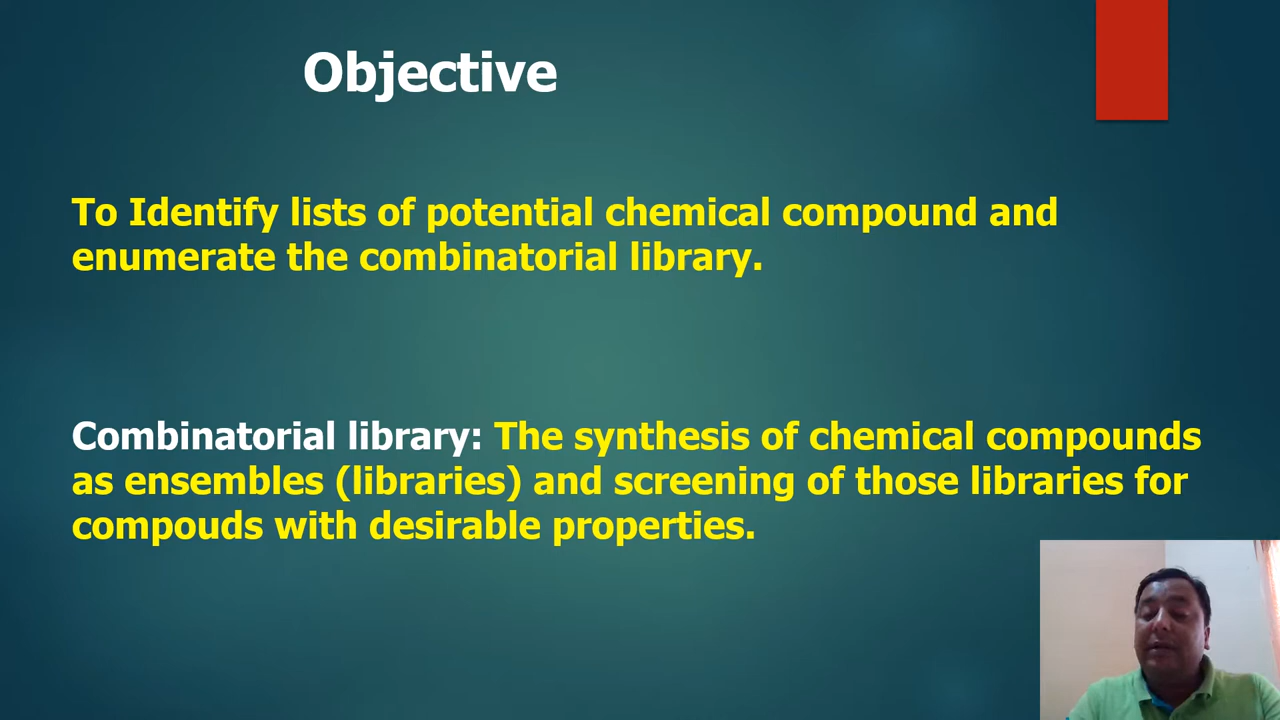 Objective
To Identify lists of potential chemical compound and
enumerate the combinatorial library.
Combinatorial library: The synthesis of chemical compounds
as ensembles (libraries) and screening of those libraries for
compouds with desirable properties.